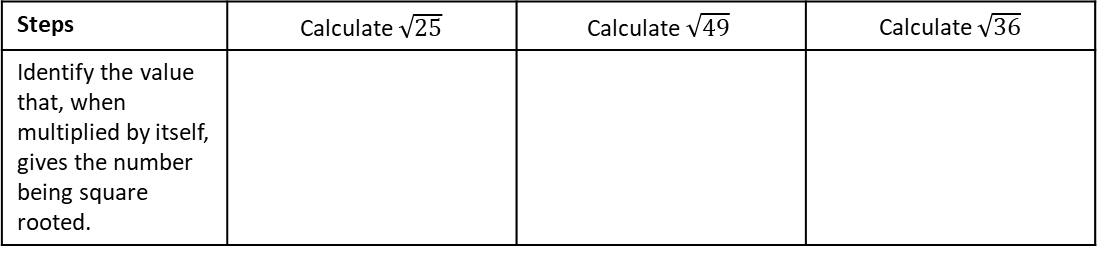 Steps
Calculate √25
Calculate √49
Calculate √36
Identify the value
that, when
multiplied by itself,
gives the number
being square
rooted.